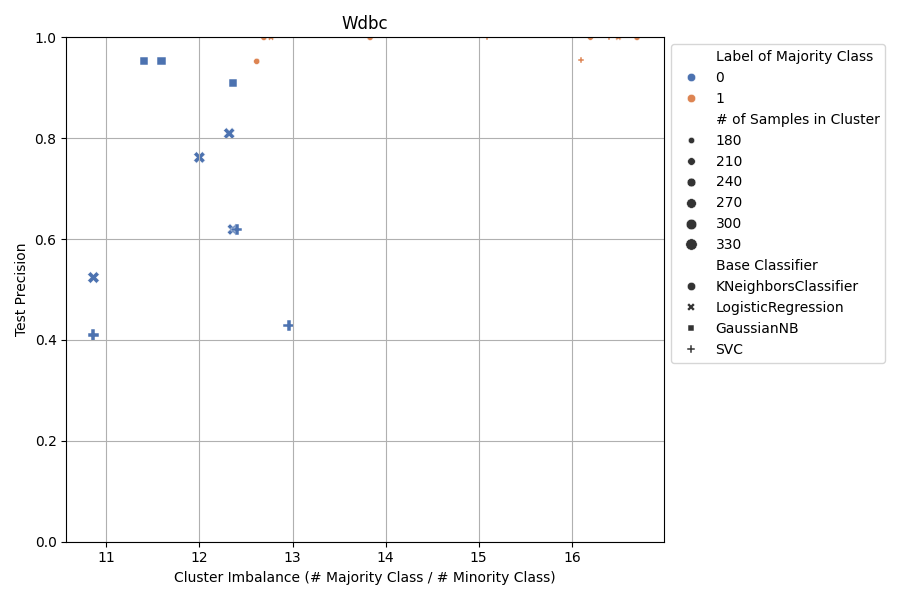 Wdbc
1.0
0.8
0.6
0.4
0.2
0.0
Test Precision
11
12
13
14
15
16
Cluster Imbalance (# Majority Class / # Minority Class)
Label of Majority Class
0
1
# of Samples in Cluster
180
210
240
270
300
330
Base Classifier
KNeighborsClassifier
LogisticRegression
GaussianNB
SVC